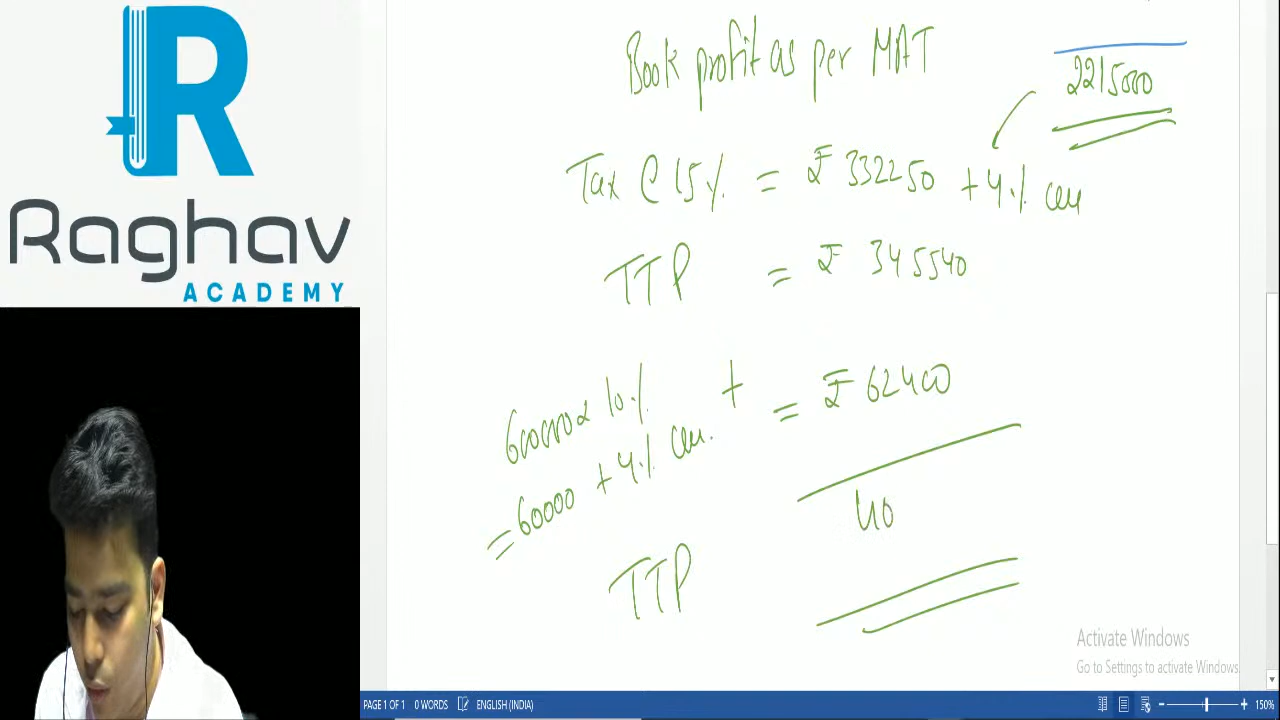 R
Raghav
ACADEMY
Book profit as per MAT
2215000
Tax @ 15% = ₹ 332250 + 4% cess
TTP = ₹ 345540
600000 x 10% + = ₹ 62400
= 60000 + 4% cess.
40
TTP
Activate Windows
Go to Settings to activate Windows.
PAGE 1 OF 1 0 WORDS ENGLISH (INDIA) 150%